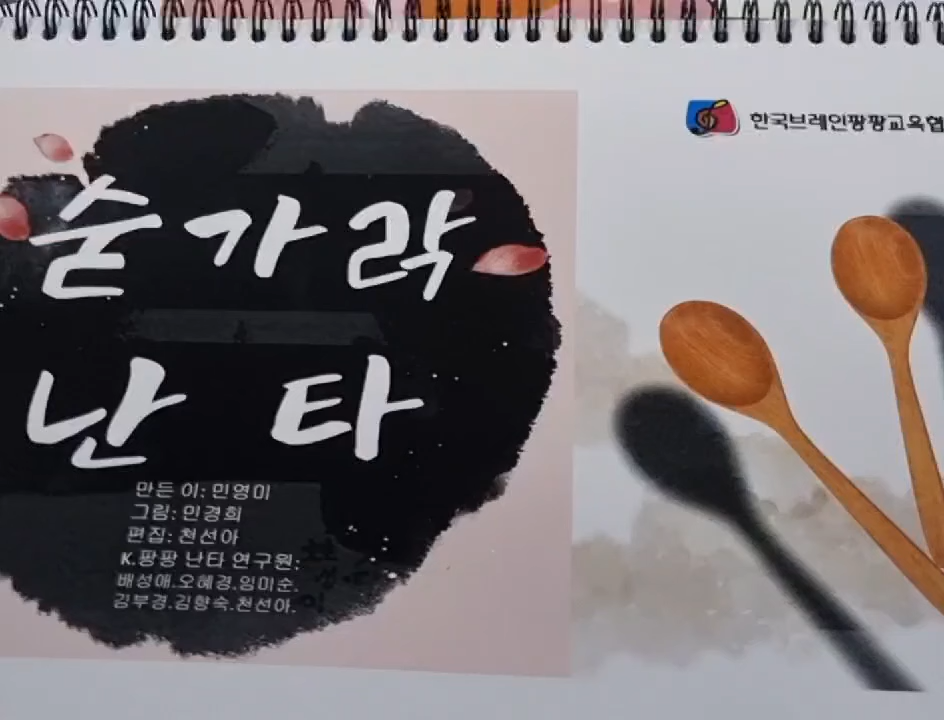 한국브레인팡팡교육협
숟가락
난 타
만든 이: 민영미
그림: 민경희
편집: 천선아
K.팡팡 난타 연구원:
배성애.오혜경.임미순.
김부경.김향숙.천선아.